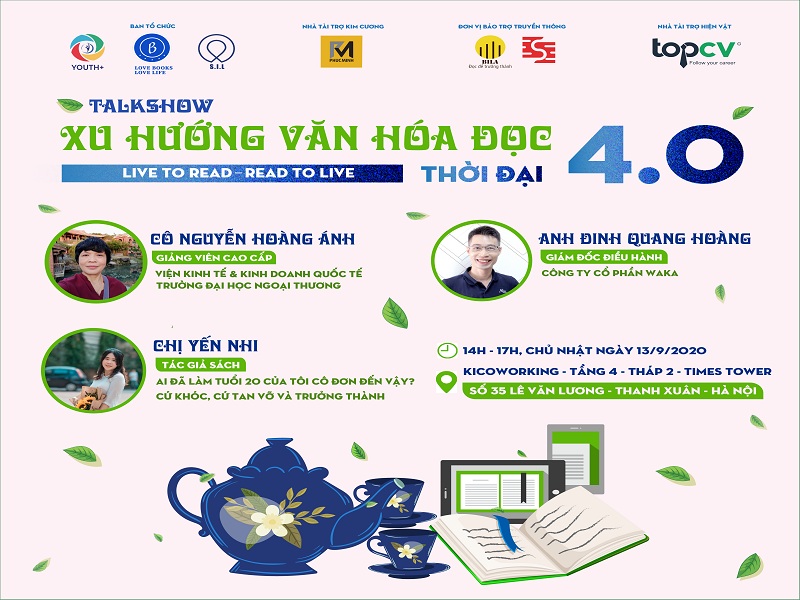 BAN TỔ CHỨC
NHÀ TÀI TRỢ KIM CƯƠNG
ĐƠN VỊ BẢO TRỢ TRUYỀN THÔNG
NHÀ TÀI TRỢ HIỆN VẬT
YOUTH+
B
LOVE BOOKS
LOVE LIFE
S.I.L
PHUC MINH
BILA
Đọc để trưởng thành
topcv
Follow your career
TALKSHOW
XU HƯỚNG VĂN HÓA ĐỌC
4.0
LIVE TO READ – READ TO LIVE
THỜI ĐẠI
CÔ NGUYỄN HOÀNG ÁNH
GIẢNG VIÊN CAO CẤP
VIỆN KINH TẾ & KINH DOANH QUỐC TẾ
TRƯỜNG ĐẠI HỌC NGOẠI THƯƠNG
ANH ĐINH QUANG HOÀNG
GIÁM ĐỐC ĐIỀU HÀNH
CÔNG TY CỔ PHẦN WAKA
CHỊ YẾN NHI
TÁC GIẢ SÁCH
AI ĐÃ LÀM TUỔI 20 CỦA TÔI CÔ ĐƠN ĐẾN VẬY?
CỨ KHÓC, CỨ TAN VỠ VÀ TRƯỞNG THÀNH
14H - 17H, CHỦ NHẬT NGÀY 13/9/2020
KICOWORKING - TẦNG 4 - THÁP 2 - TIMES TOWER
SỐ 35 LÊ VĂN LƯƠNG - THANH XUÂN - HÀ NỘI